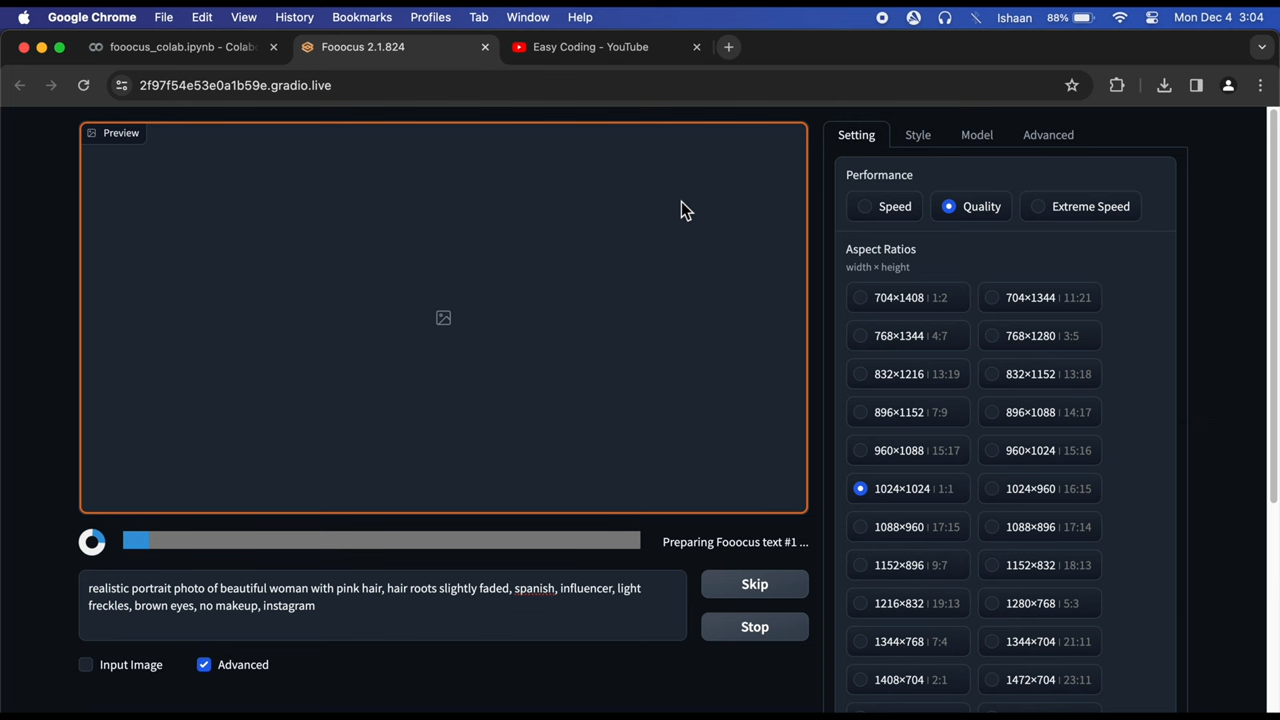 Google Chrome File Edit View History Bookmarks Profiles Tab Window Help Ishaan 88% Mon Dec 4 3:04
fooocus_colab.ipynb - Colab Fooocus 2.1.824 Easy Coding - YouTube
2f97f54e53e0a1b59e.gradio.live
Preview
Setting Style Model Advanced
Performance
Speed Quality Extreme Speed
Aspect Ratios
width × height
704×1408 | 1:2 704×1344 | 11:21
768×1344 | 4:7 768×1280 | 3:5
832×1216 | 13:19 832×1152 | 13:18
896×1152 | 7:9 896×1088 | 14:17
960×1088 | 15:17 960×1024 | 15:16
1024×1024 | 1:1 1024×960 | 16:15
1088×960 | 17:15 1088×896 | 17:14
1152×896 | 9:7 1152×832 | 18:13
1216×832 | 19:13 1280×768 | 5:3
1344×768 | 7:4 1344×704 | 21:11
1408×704 | 2:1 1472×704 | 23:11
Preparing Fooocus text #1 ...
realistic portrait photo of beautiful woman with pink hair, hair roots slightly faded, spanish, influencer, light
freckles, brown eyes, no makeup, instagram
Skip
Stop
Input Image Advanced